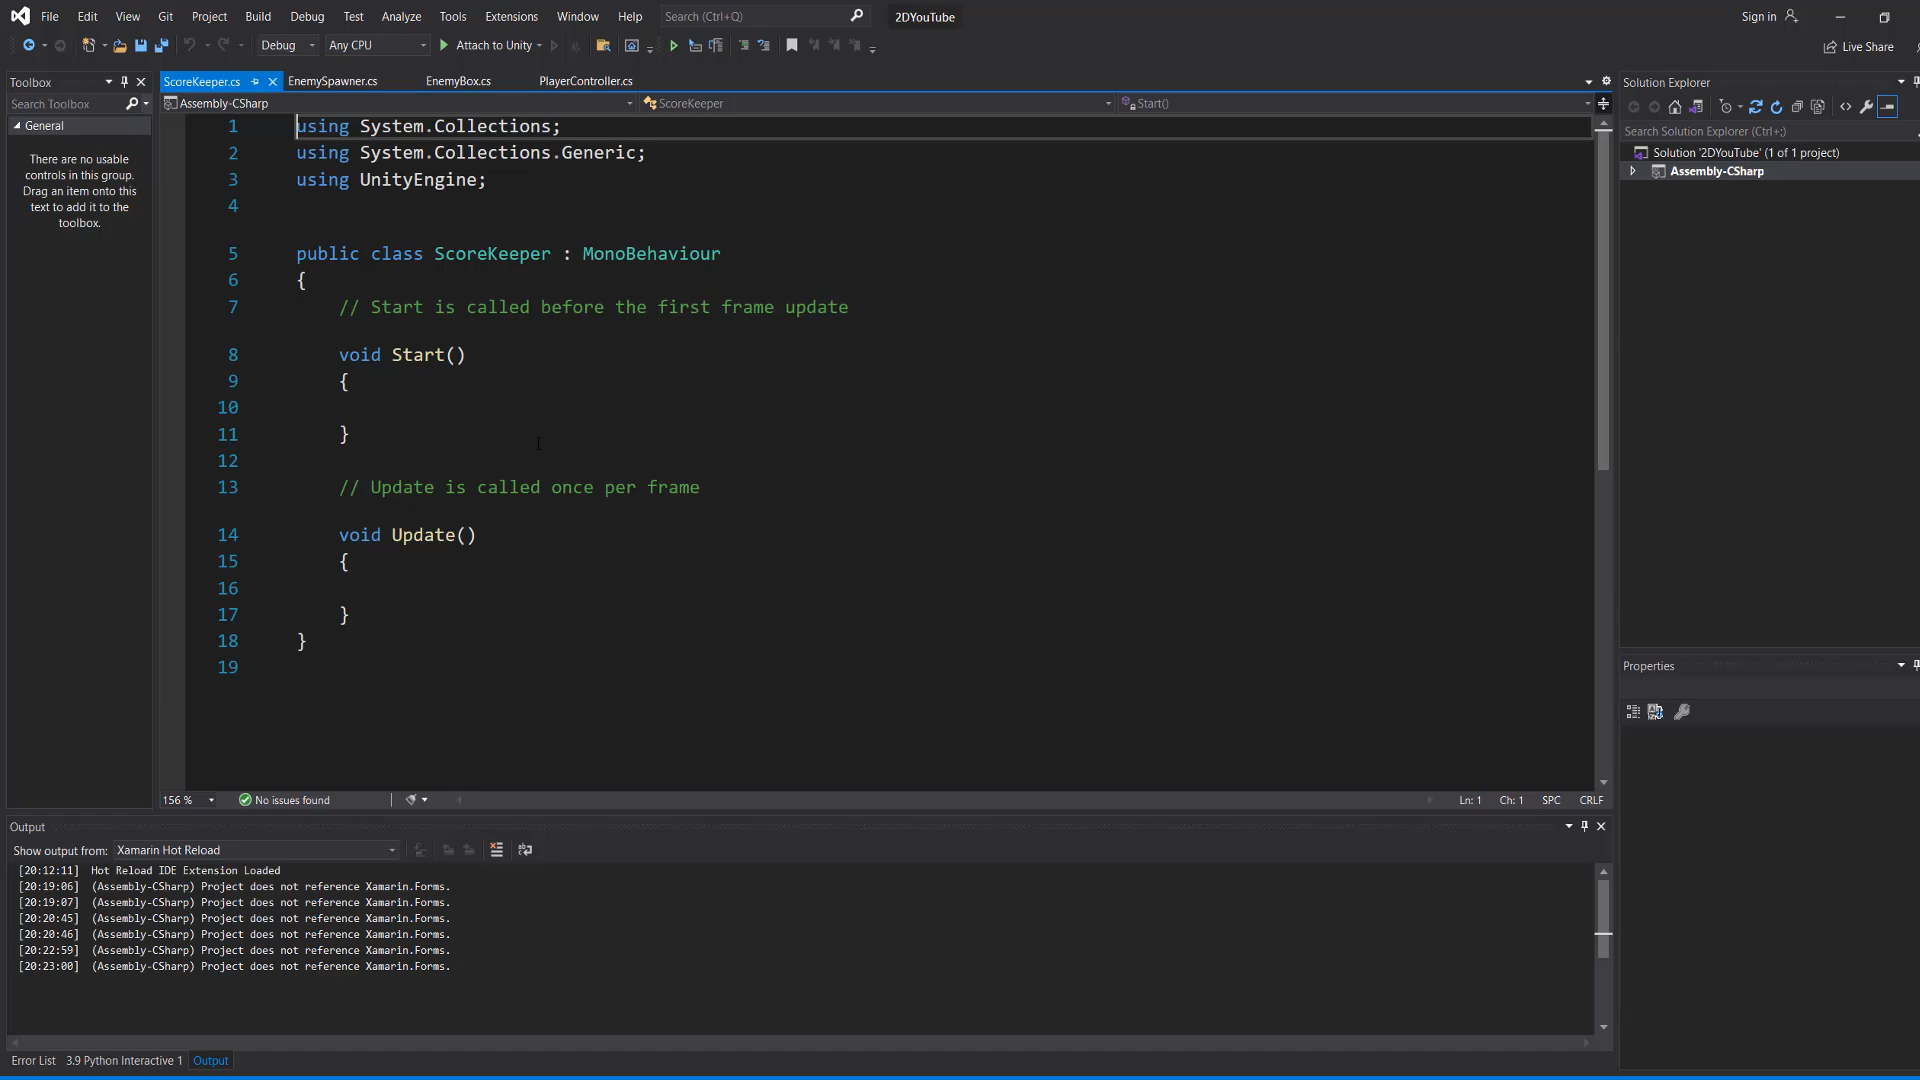 File Edit View Git Project Build Debug Test Analyze Tools Extensions Window Help Search (Ctrl+Q) 2DYouTube Sign in
Debug Any CPU Attach to Unity Live Share
Toolbox
Search Toolbox
General
There are no usable
controls in this group.
Drag an item onto this
text to add it to the
toolbox.
ScoreKeeper.cs EnemySpawner.cs EnemyBox.cs PlayerController.cs
Assembly-CSharp ScoreKeeper Start()
1 using System.Collections;
2 using System.Collections.Generic;
3 using UnityEngine;
4
5 public class ScoreKeeper : MonoBehaviour
6 {
7 // Start is called before the first frame update
8 void Start()
9 {
10
11 }
12
13 // Update is called once per frame
14 void Update()
15 {
16
17 }
18 }
19
156 % No issues found Ln: 1 Ch: 1 SPC CRLF
Solution Explorer
Search Solution Explorer (Ctrl+;)
Solution '2DYouTube' (1 of 1 project)
Assembly-CSharp
Properties
Output
Show output from: Xamarin Hot Reload
[20:12:11] Hot Reload IDE Extension Loaded
[20:19:06] (Assembly-CSharp) Project does not reference Xamarin.Forms.
[20:19:07] (Assembly-CSharp) Project does not reference Xamarin.Forms.
[20:20:45] (Assembly-CSharp) Project does not reference Xamarin.Forms.
[20:20:46] (Assembly-CSharp) Project does not reference Xamarin.Forms.
[20:22:59] (Assembly-CSharp) Project does not reference Xamarin.Forms.
[20:23:00] (Assembly-CSharp) Project does not reference Xamarin.Forms.
Error List 3.9 Python Interactive 1 Output